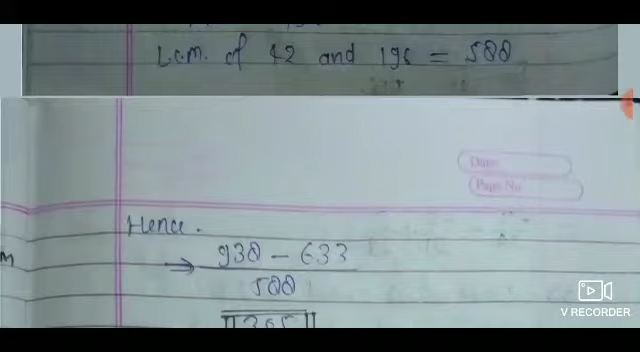 L.c.m. of 42 and 196 = 588
Date
Page No
Hence.
→ 938 - 633
588
V RECORDER